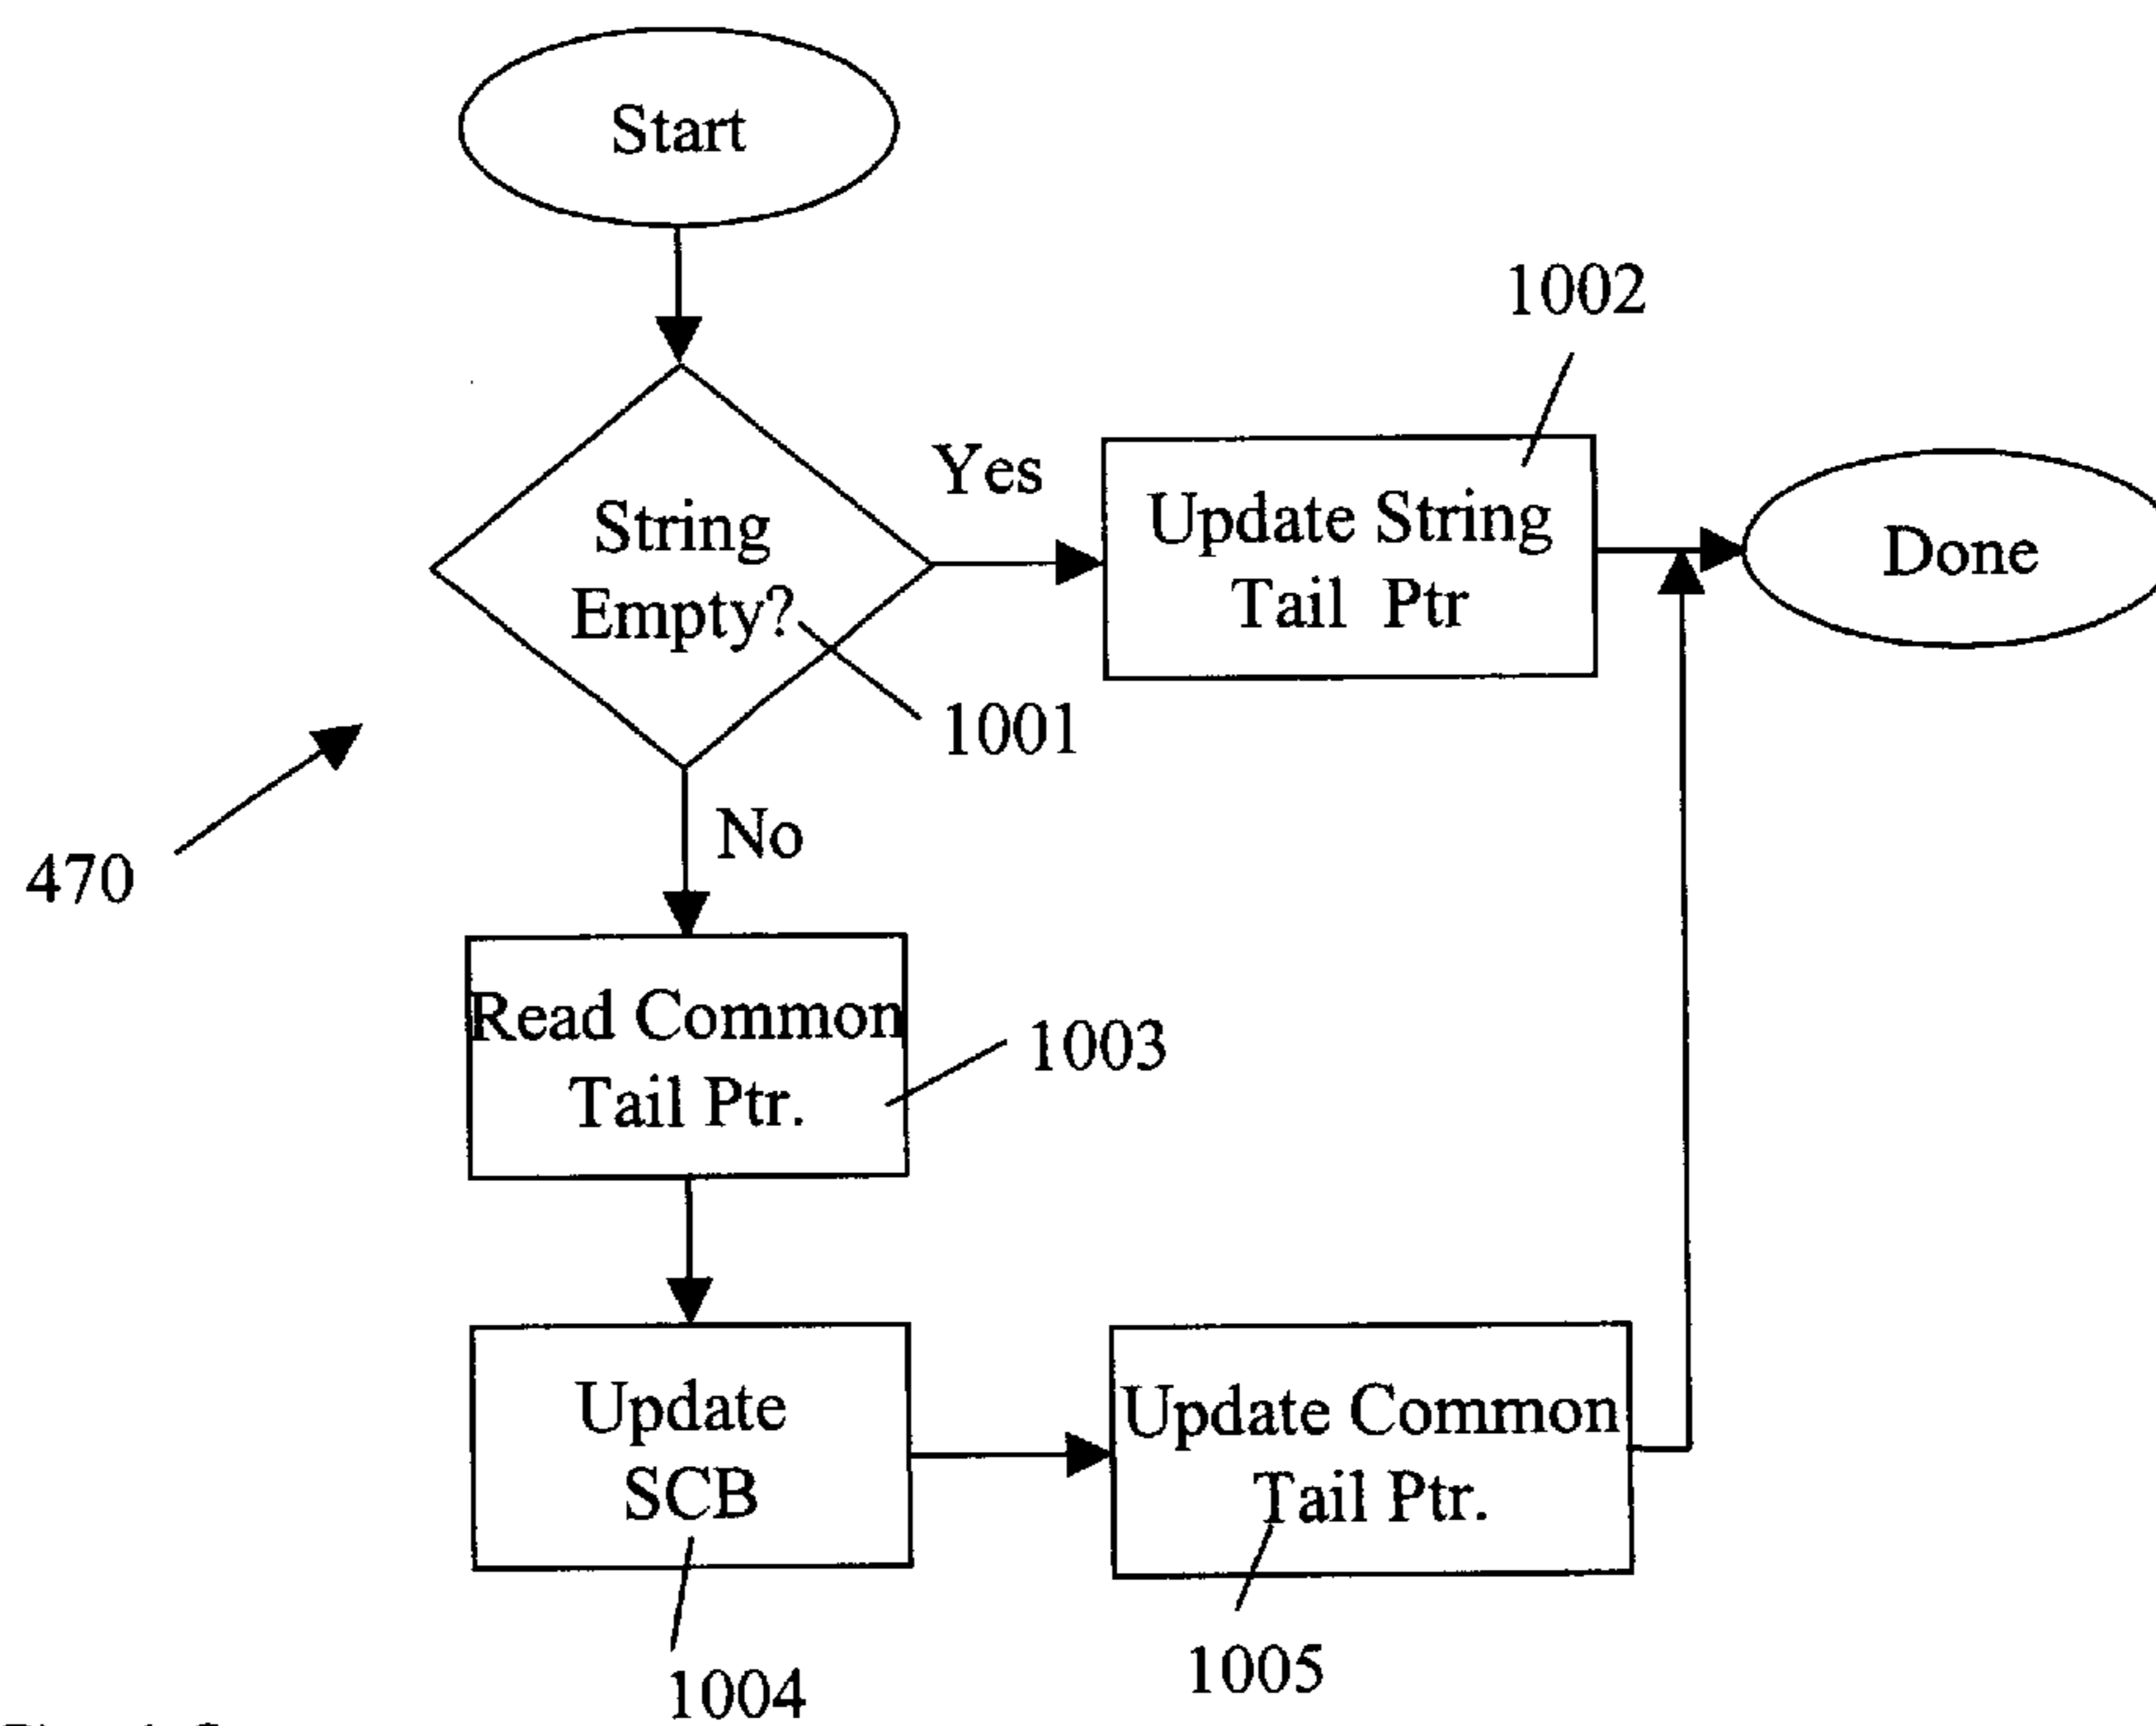 Start
1002
String
Empty?
Yes
Update String
Tail Ptr
Done
1001
470
No
Read Common
Tail Ptr.
1003
Update
SCB
Update Common
Tail Ptr.
1004
1005